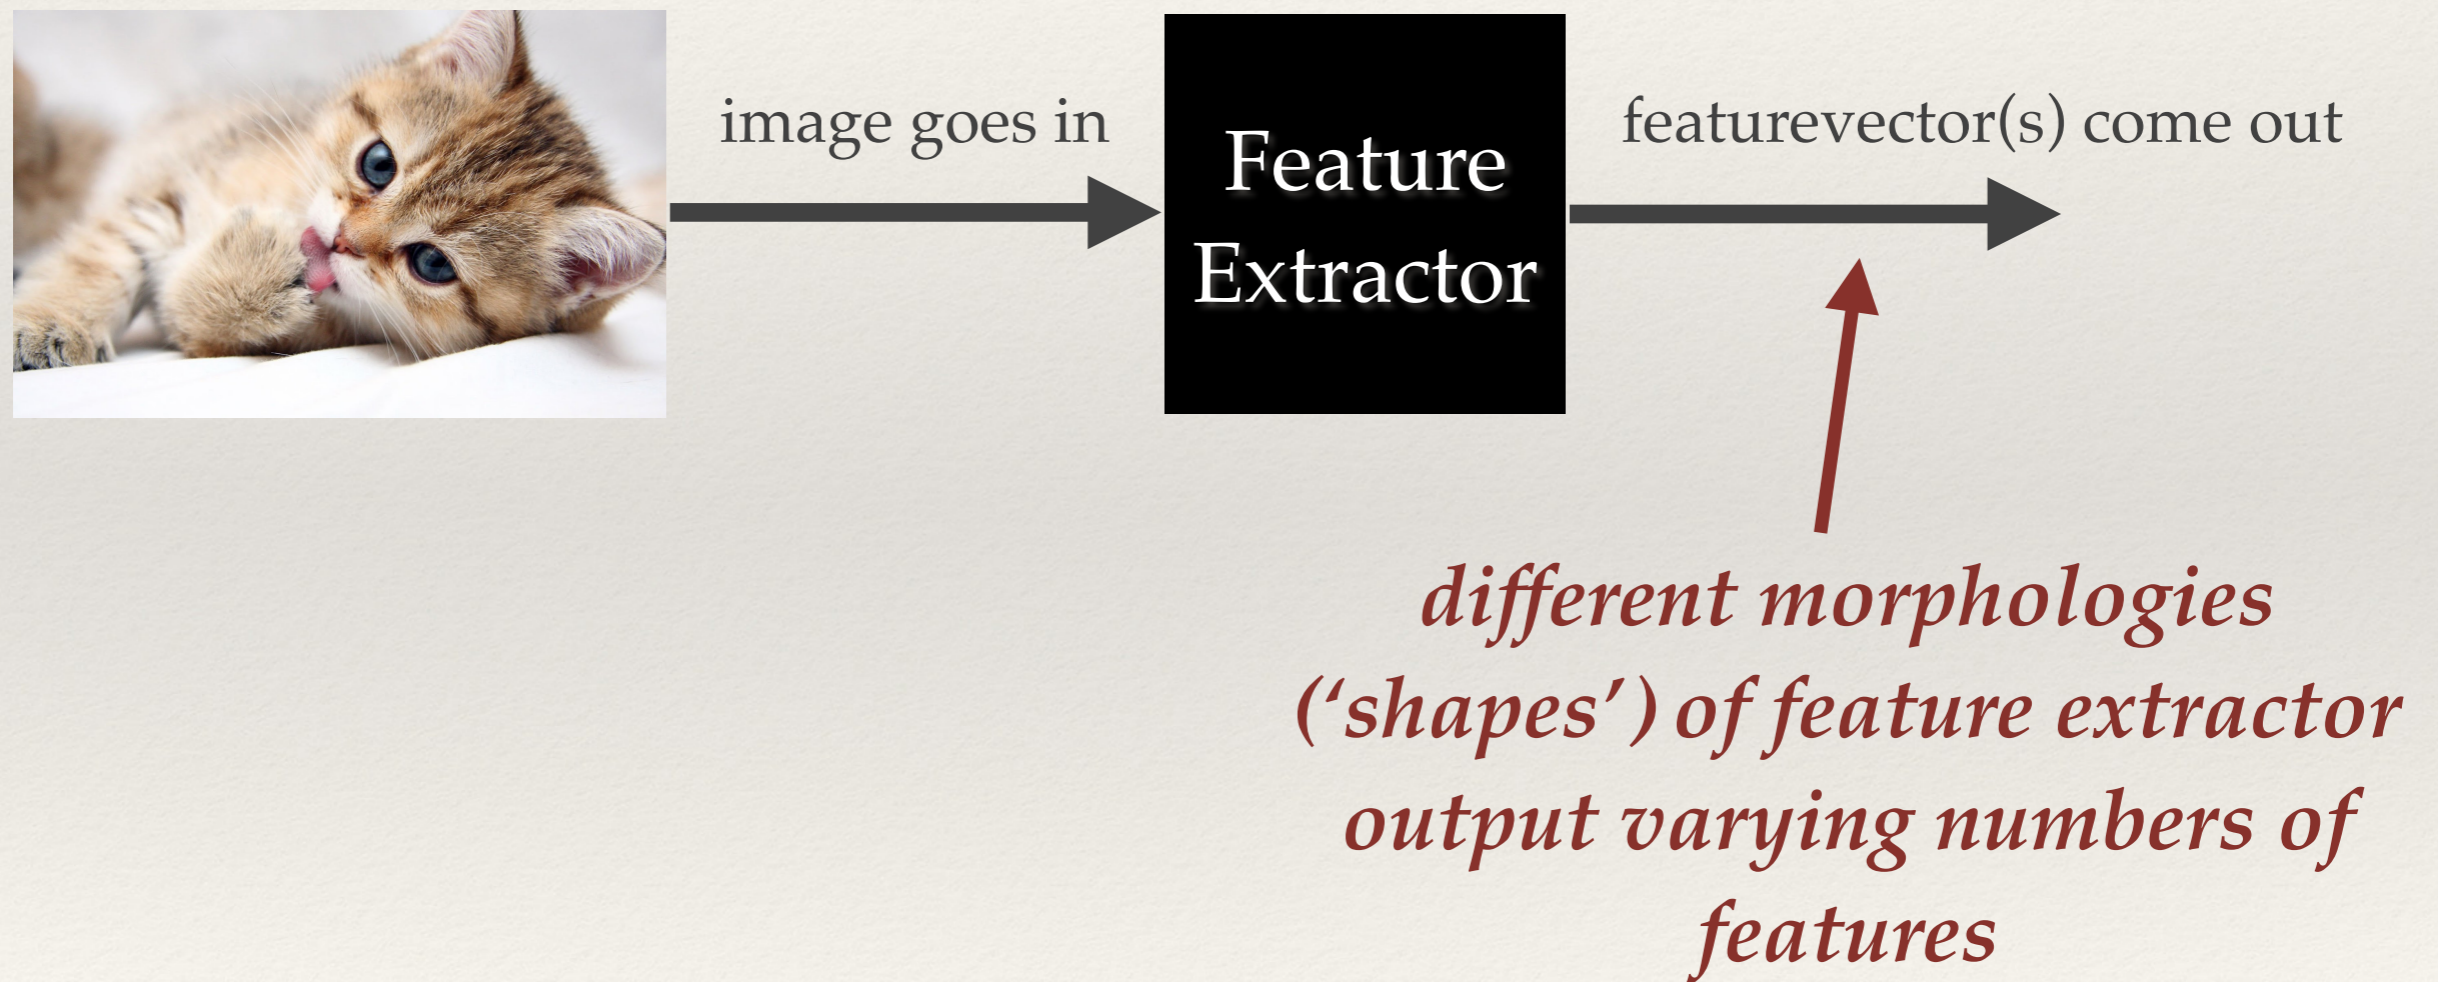 image goes in
Feature
Extractor
featurevector(s) come out
different morphologies
(‘shapes’) of feature extractor
output varying numbers of
features